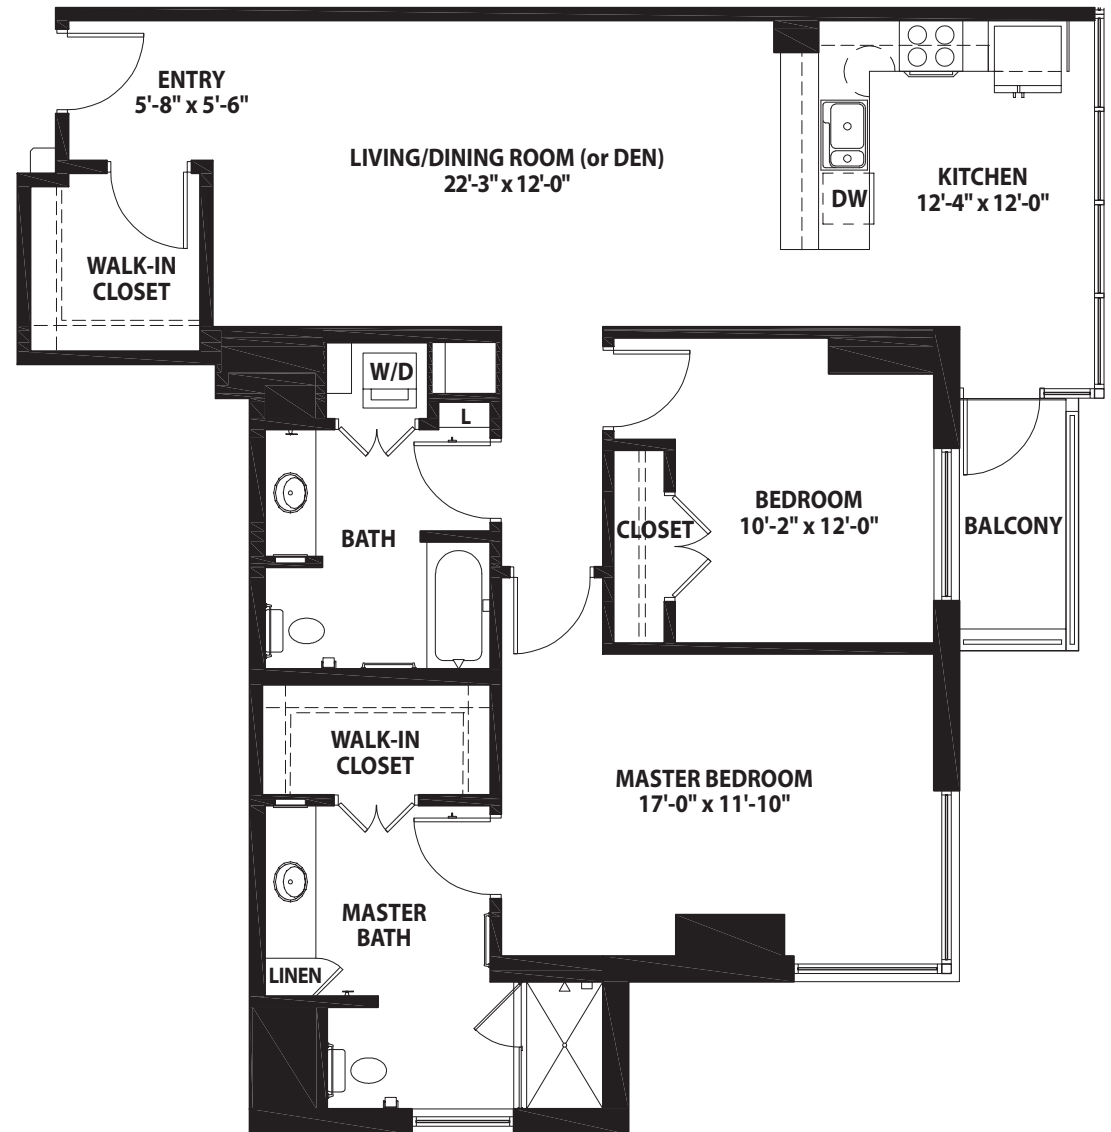 ENTRY
5'-8" x 5'-6"
LIVING/DINING ROOM (or DEN)
22'-3" x 12'-0"
KITCHEN
12'-4" x 12'-0"
DW
WALK-IN
CLOSET
W/D
L
BATH
CLOSET
BEDROOM
10'-2" x 12'-0"
BALCONY
WALK-IN
CLOSET
MASTER BEDROOM
17'-0" x 11'-10"
MASTER
BATH
LINEN